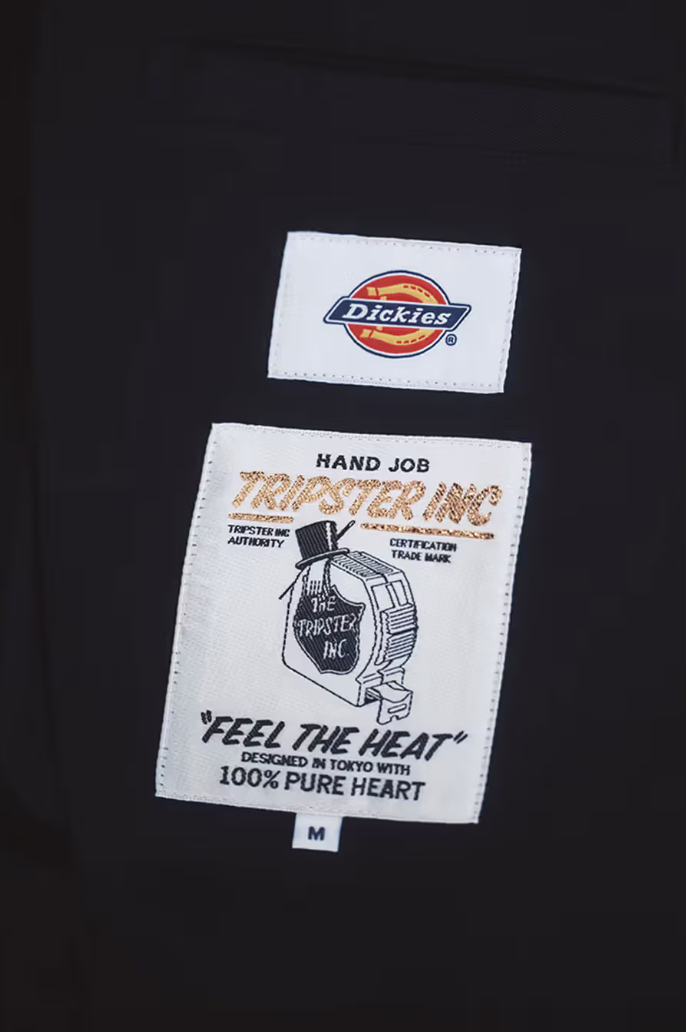 Dickies®
HAND JOB
TRIPSTER INC
TRIPSTER INC
AUTHORITY
CERTIFICATION
TRADE MARK
THE
TRIPSTER
INC.
"FEEL THE HEAT"
DESIGNED IN TOKYO WITH
100% PURE HEART
M